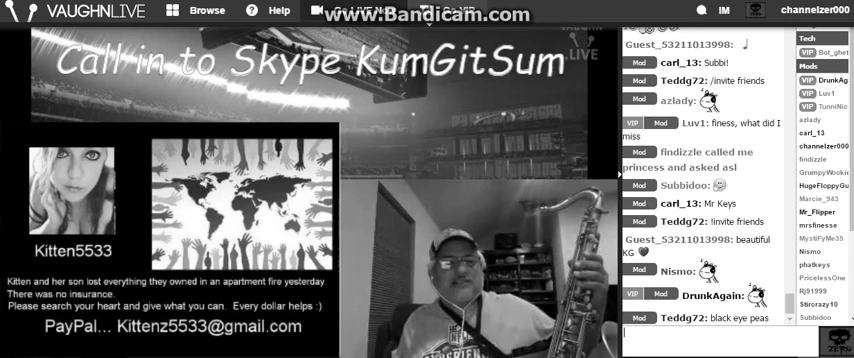 VAUGHNLIVE
Browse
Help
www.Bandicam.com
IM
channelzer000
VAUGHN
LIVE
Call in to Skype KumGitSum
Kitten5533
Kitten and her son lost everything they owned in an apartment fire yesterday
There was no insurance.
Please search your heart and give what you can. Every dollar helps :)
PayPal... Kittenz5533@gmail.com
Guest_53211013998:
Mod carl_13: Subbi!
Mod Teddg72: /invite friends
Mod azlady:
VIP Mod Luv1: finess, what did I
miss
Mod findizzle called me
princess and asked asl
Mod Subbidoo:
Mod carl_13: Mr Keys
Mod Teddg72: !invite friends
Guest_53211013998: beautiful
KG
Mod Nismo:
VIP Mod DrunkAgain:
Mod Teddg72: black eye peas
Tech
VIP Bot_ghet
Mods
VIP DrunkAga
VIP Luv1
VIP TunniNic
azlady
carl_13
channelzer000
findizzle
GrumpyWookie
HugeFloppyGu
Marcie_943
Mr_Flipper
mrsfinesse
MystiFyMe35
Nismo
phatkeys
PricelessOne
Rj91999
Stircrazy10
Subbidoo
ZERO